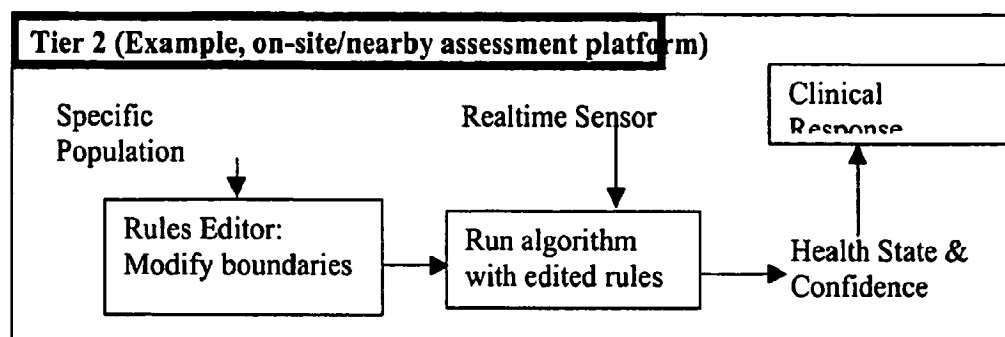 Tier 2 (Example, on-site/nearby assessment platform)
Specific
Population
Realtime Sensor
Clinical
Response
Rules Editor:
Modify boundaries
Run algorithm
with edited rules
Health State &
Confidence